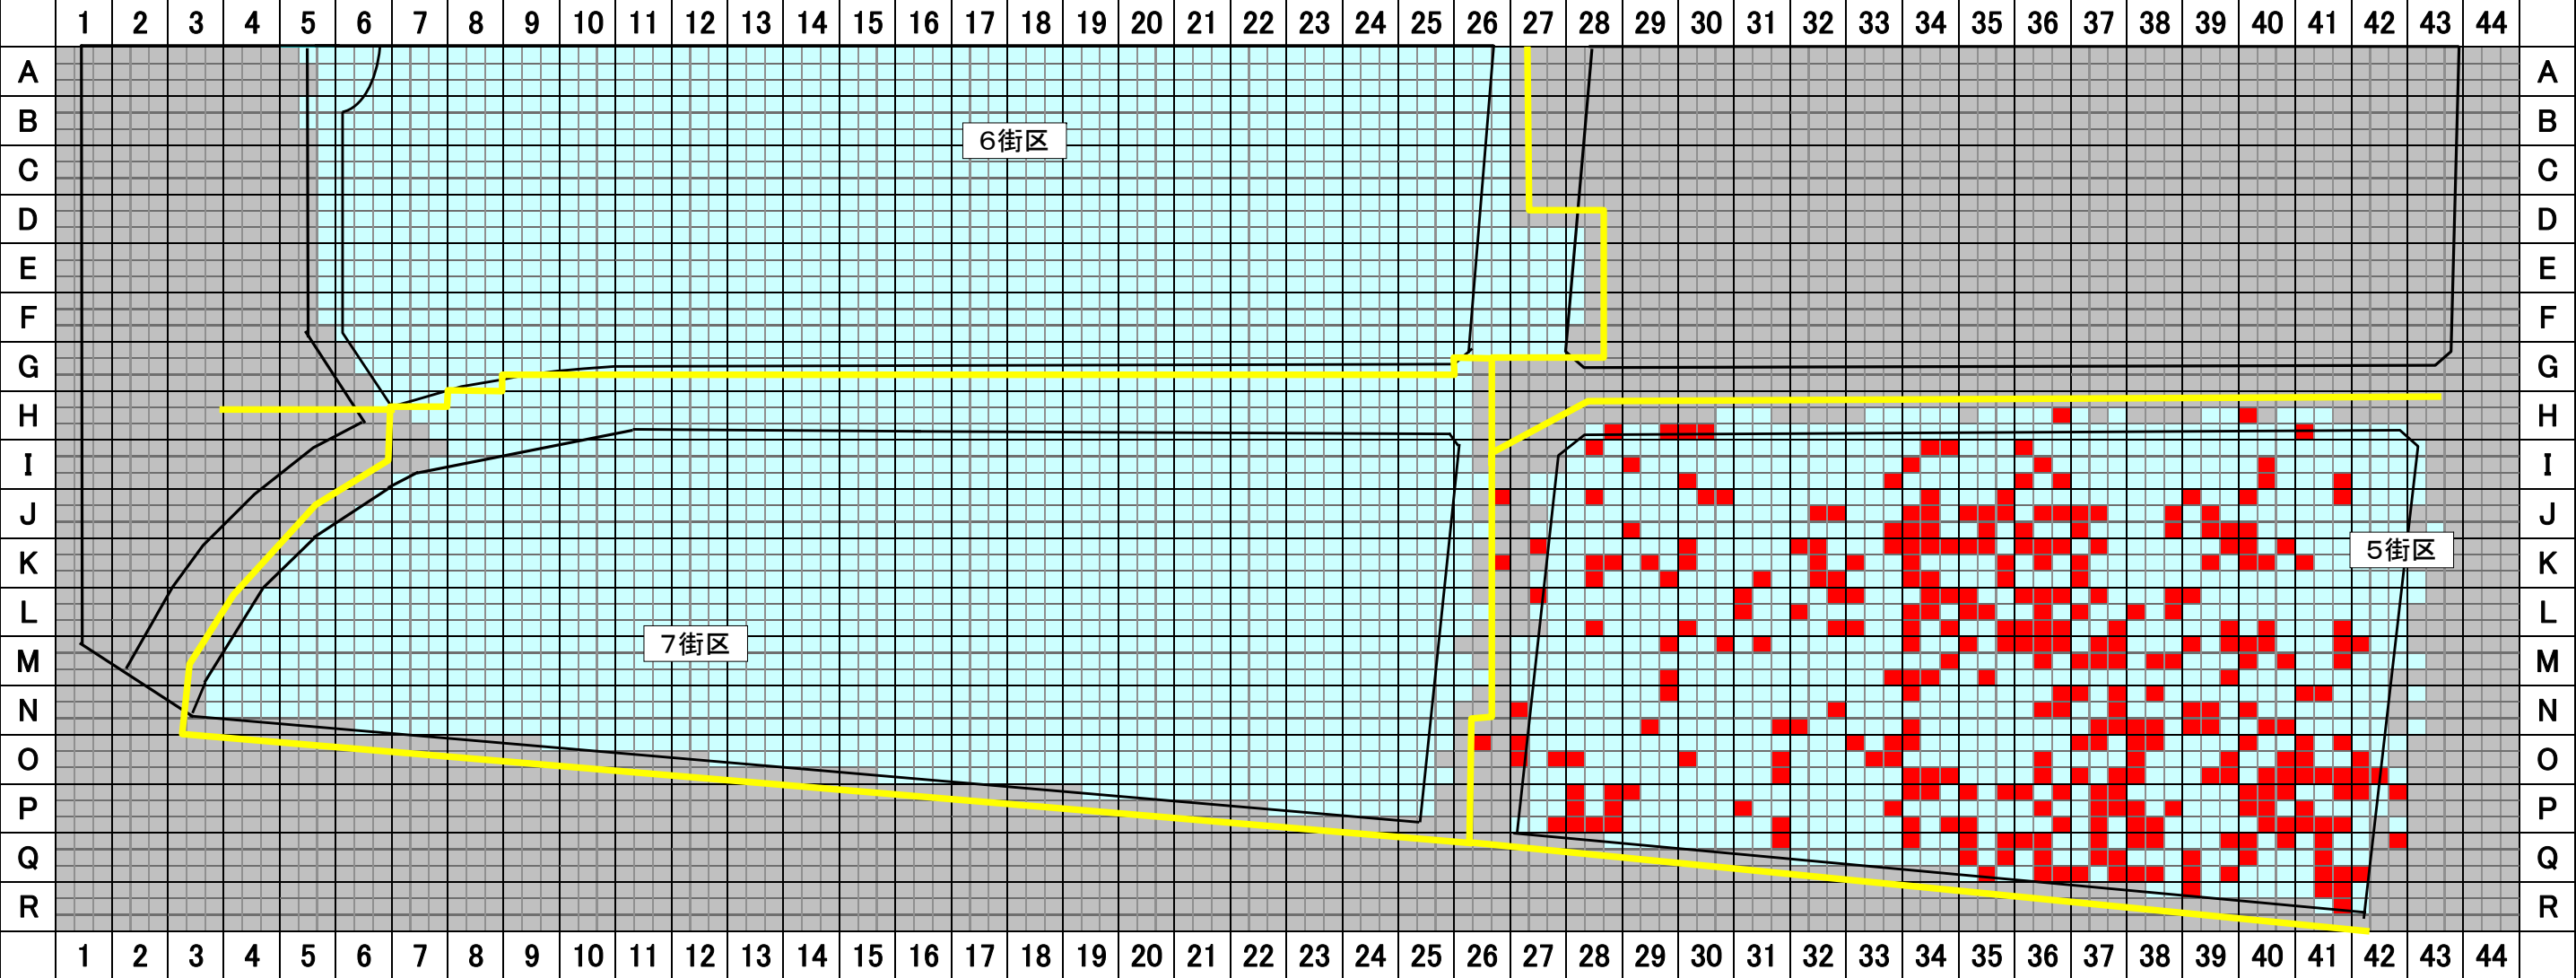 1 2 3 4 5 6 7 8 9 10 11 12 13 14 15 16 17 18 19 20 21 22 23 24 25 26 27 28 29 30 31 32 33 34 35 36 37 38 39 40 41 42 43 44
A A
B B
6街区
C C
D D
E E
F F
G G
H H
I I
J J
5街区
K K
L L
7街区
M M
N N
O O
P P
Q Q
R R
1 2 3 4 5 6 7 8 9 10 11 12 13 14 15 16 17 18 19 20 21 22 23 24 25 26 27 28 29 30 31 32 33 34 35 36 37 38 39 40 41 42 43 44